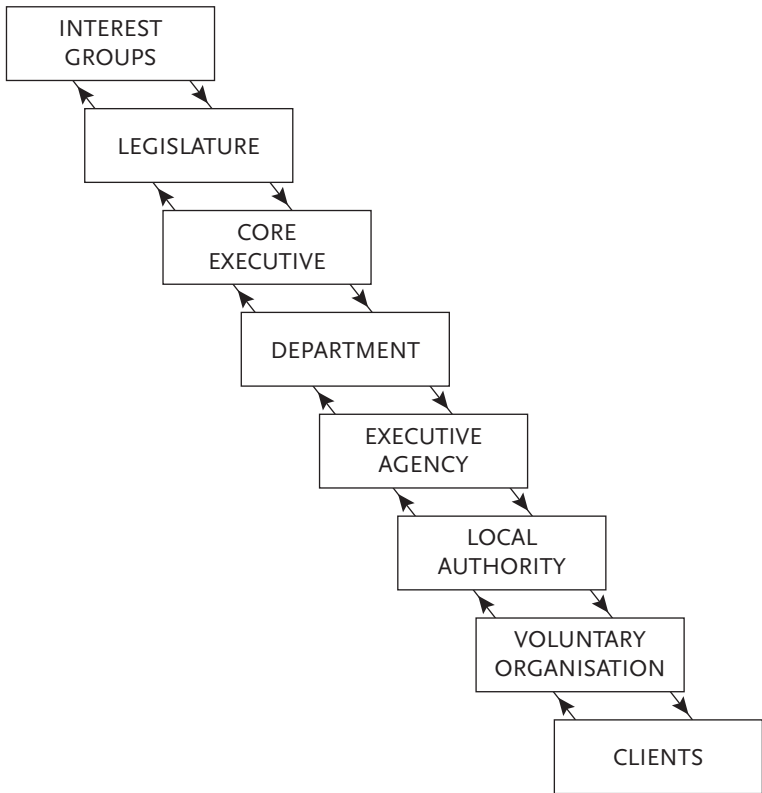 INTEREST
GROUPS
LEGISLATURE
CORE
EXECUTIVE
DEPARTMENT
EXECUTIVE
AGENCY
LOCAL
AUTHORITY
VOLUNTARY
ORGANISATION
CLIENTS